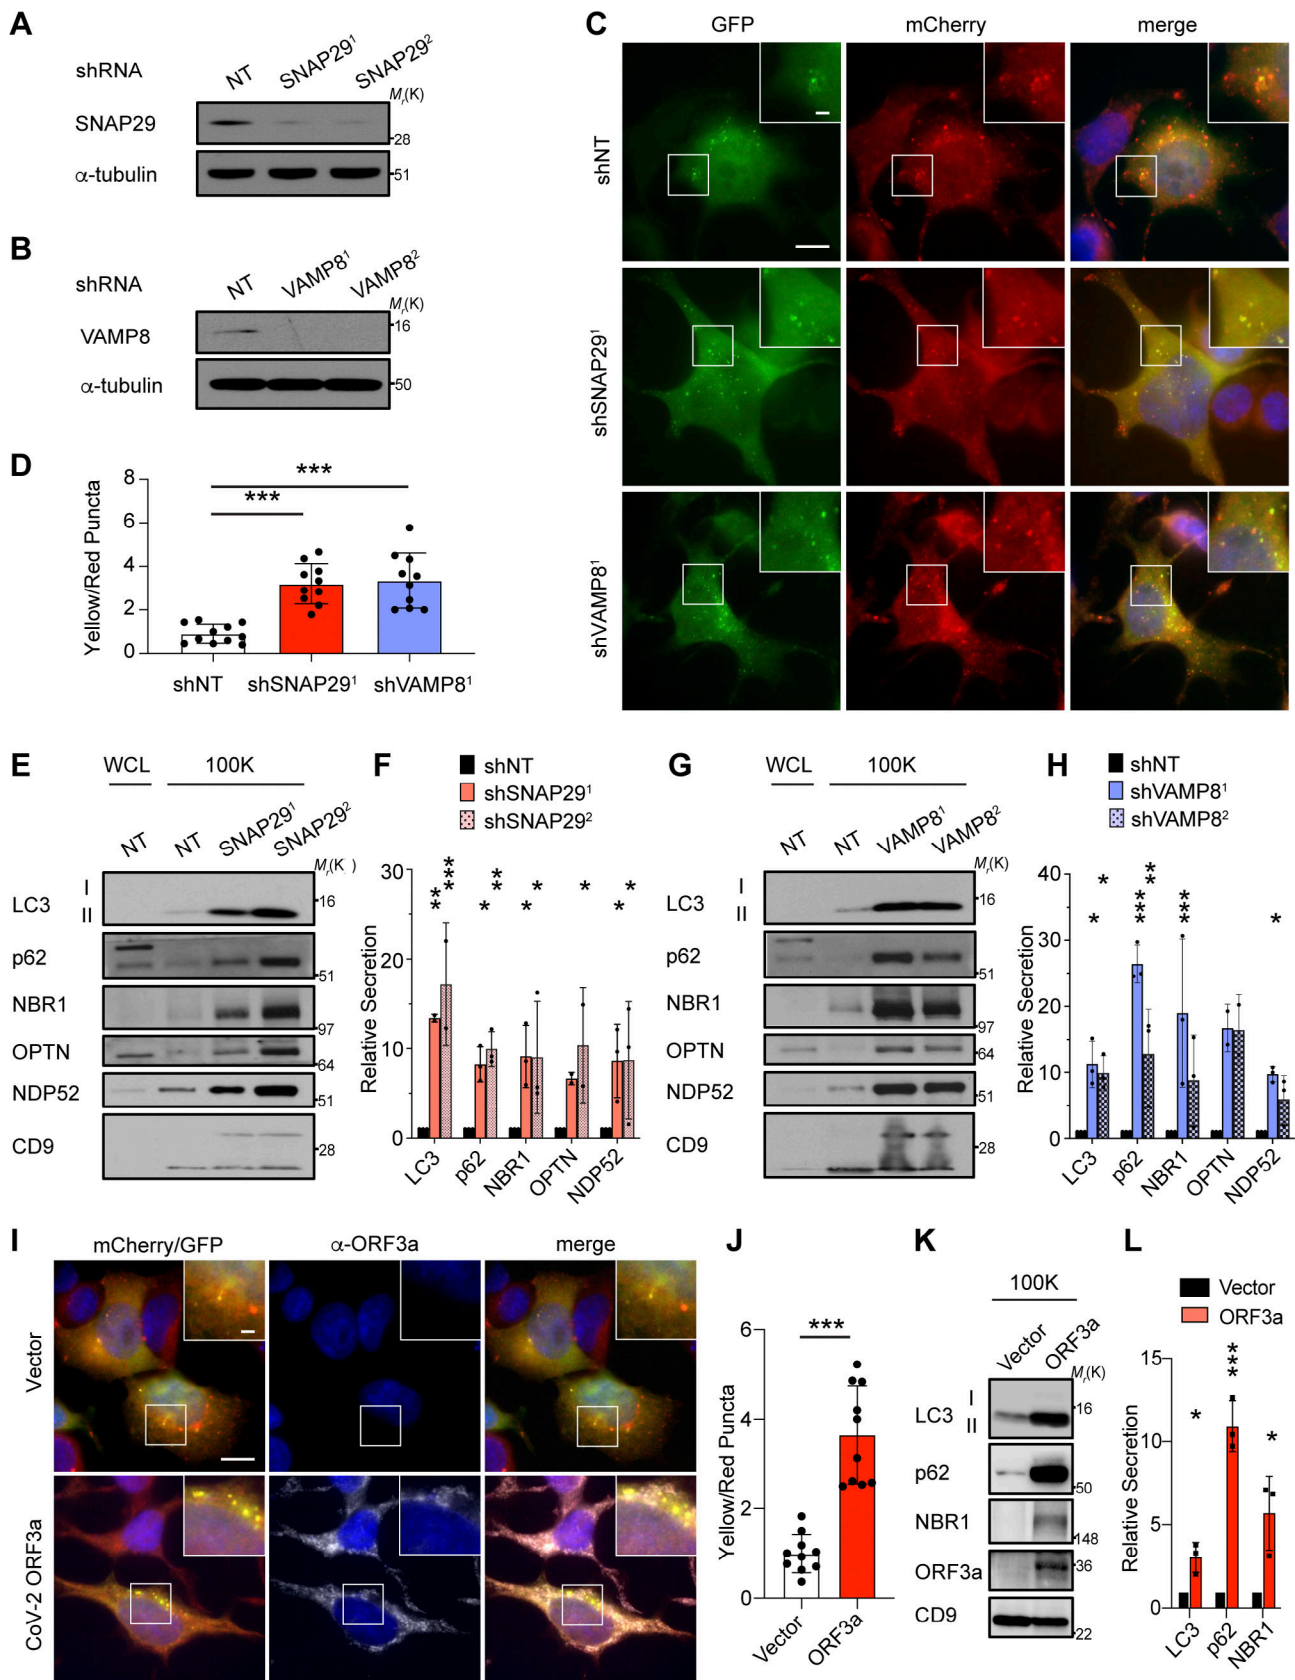 A
shRNA
NT
SNAP29¹
SNAP29²
Mr(K)
SNAP29
28
α-tubulin
51
B
shRNA
NT
VAMP8¹
VAMP8²
Mr(K)
VAMP8
16
α-tubulin
50
C
GFP
mCherry
merge
shNT
shSNAP29¹
shVAMP8¹
D
Yellow/Red Puncta
8
6
4
2
0
***
***
shNT
shSNAP29¹
shVAMP8¹
E
WCL
100K
NT
NT
SNAP29¹
SNAP29²
Mr(K )
LC3
I
II
16
p62
51
NBR1
97
OPTN
64
NDP52
51
CD9
28
F
shNT
shSNAP29¹
shSNAP29²
Relative Secretion
30
20
10
0
**
***
*
**
*
*
*
*
*
LC3
p62
NBR1
OPTN
NDP52
G
WCL
100K
NT
NT
VAMP8¹
VAMP8²
Mr(K)
LC3
I
II
16
p62
51
NBR1
97
OPTN
64
NDP52
51
CD9
28
H
shNT
shVAMP8¹
shVAMP8²
Relative Secretion
40
30
20
10
0
*
*
***
**
***
*
LC3
p62
NBR1
OPTN
NDP52
I
mCherry/GFP
α-ORF3a
merge
Vector
CoV-2 ORF3a
J
Yellow/Red Puncta
6
4
2
0
***
Vector
ORF3a
K
100K
Vector
ORF3a
Mr(K)
LC3
I
II
16
p62
50
NBR1
148
ORF3a
36
CD9
22
L
Vector
ORF3a
Relative Secretion
15
10
5
0
*
***
*
LC3
p62
NBR1